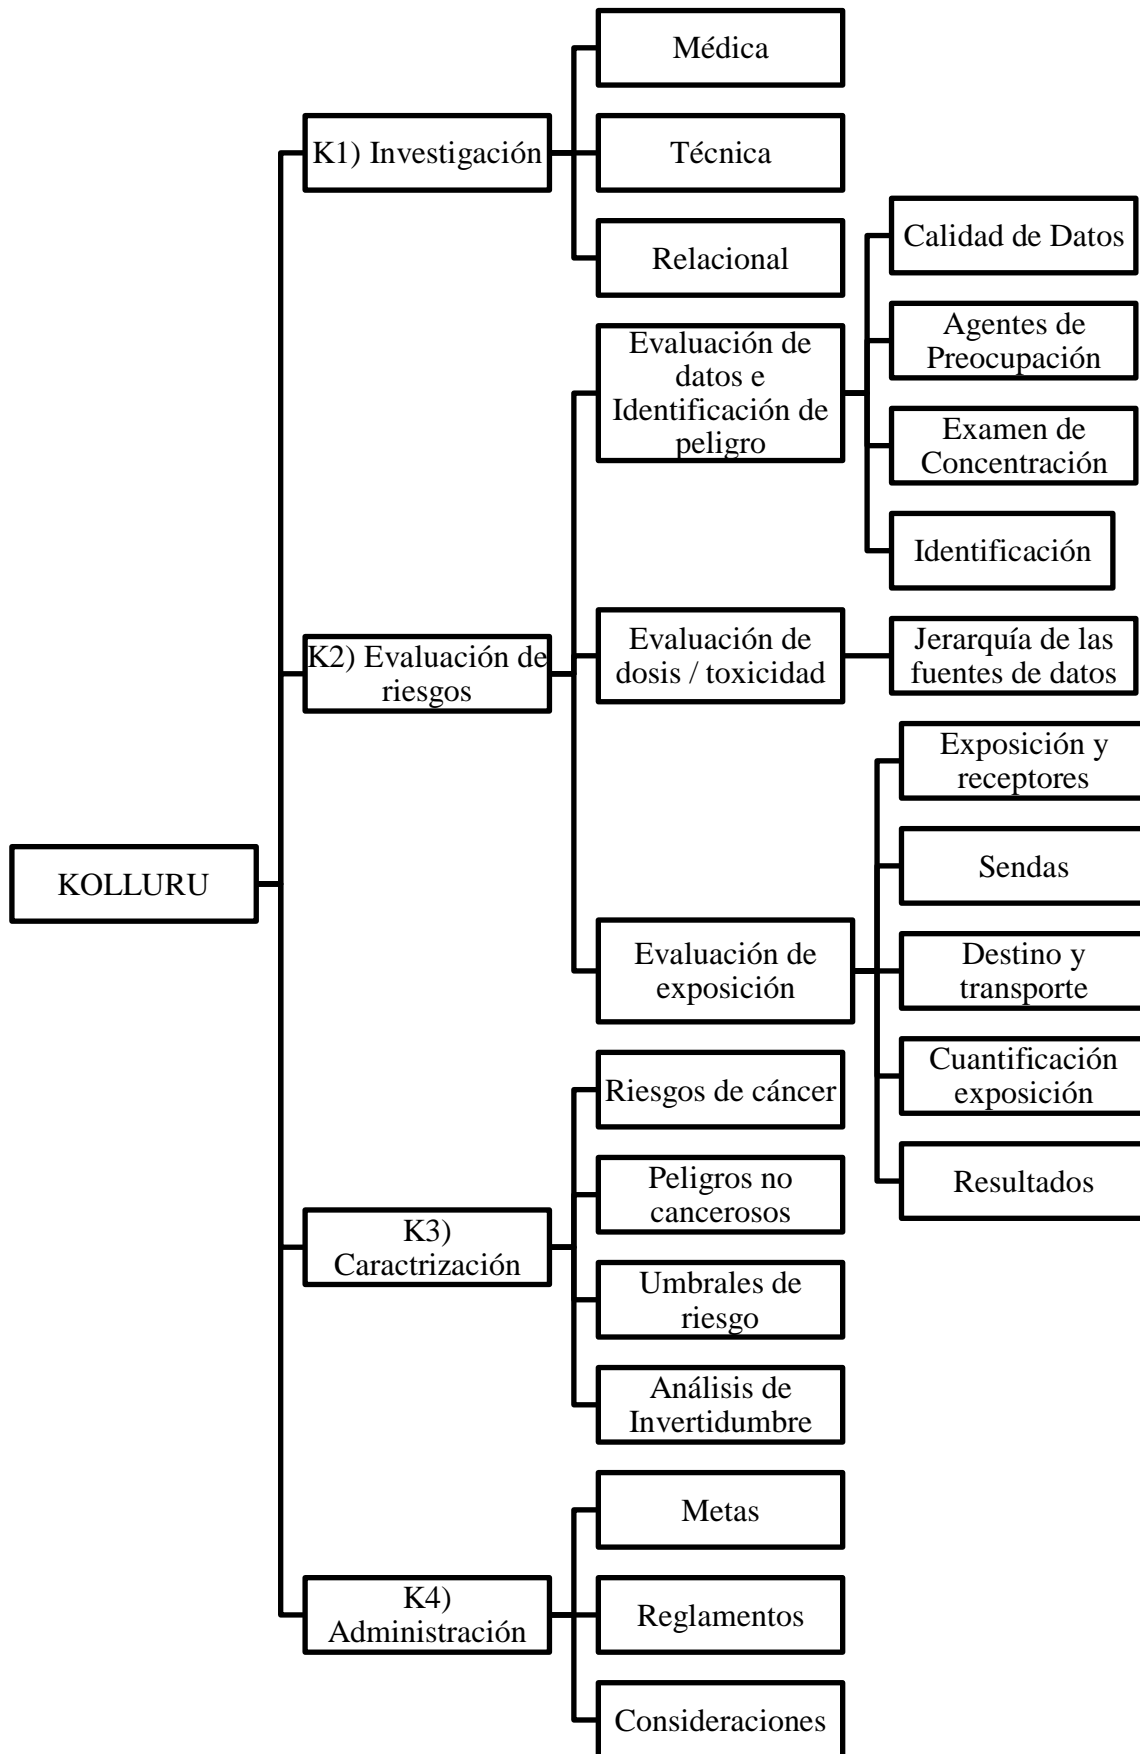 KOLLURU
K1) Investigación
Médica
Técnica
Relacional
K2) Evaluación de
riesgos
Evaluación de
datos e
Identificación de
peligro
Calidad de Datos
Agentes de
Preocupación
Examen de
Concentración
Identificación
Evaluación de
dosis / toxicidad
Jerarquía de las
fuentes de datos
Evaluación de
exposición
Exposición y
receptores
Sendas
Destino y
transporte
Cuantificación
exposición
Resultados
K3)
Caractrización
Riesgos de cáncer
Peligros no
cancerosos
Umbrales de
riesgo
Análisis de
Invertidumbre
K4)
Administración
Metas
Reglamentos
Consideraciones